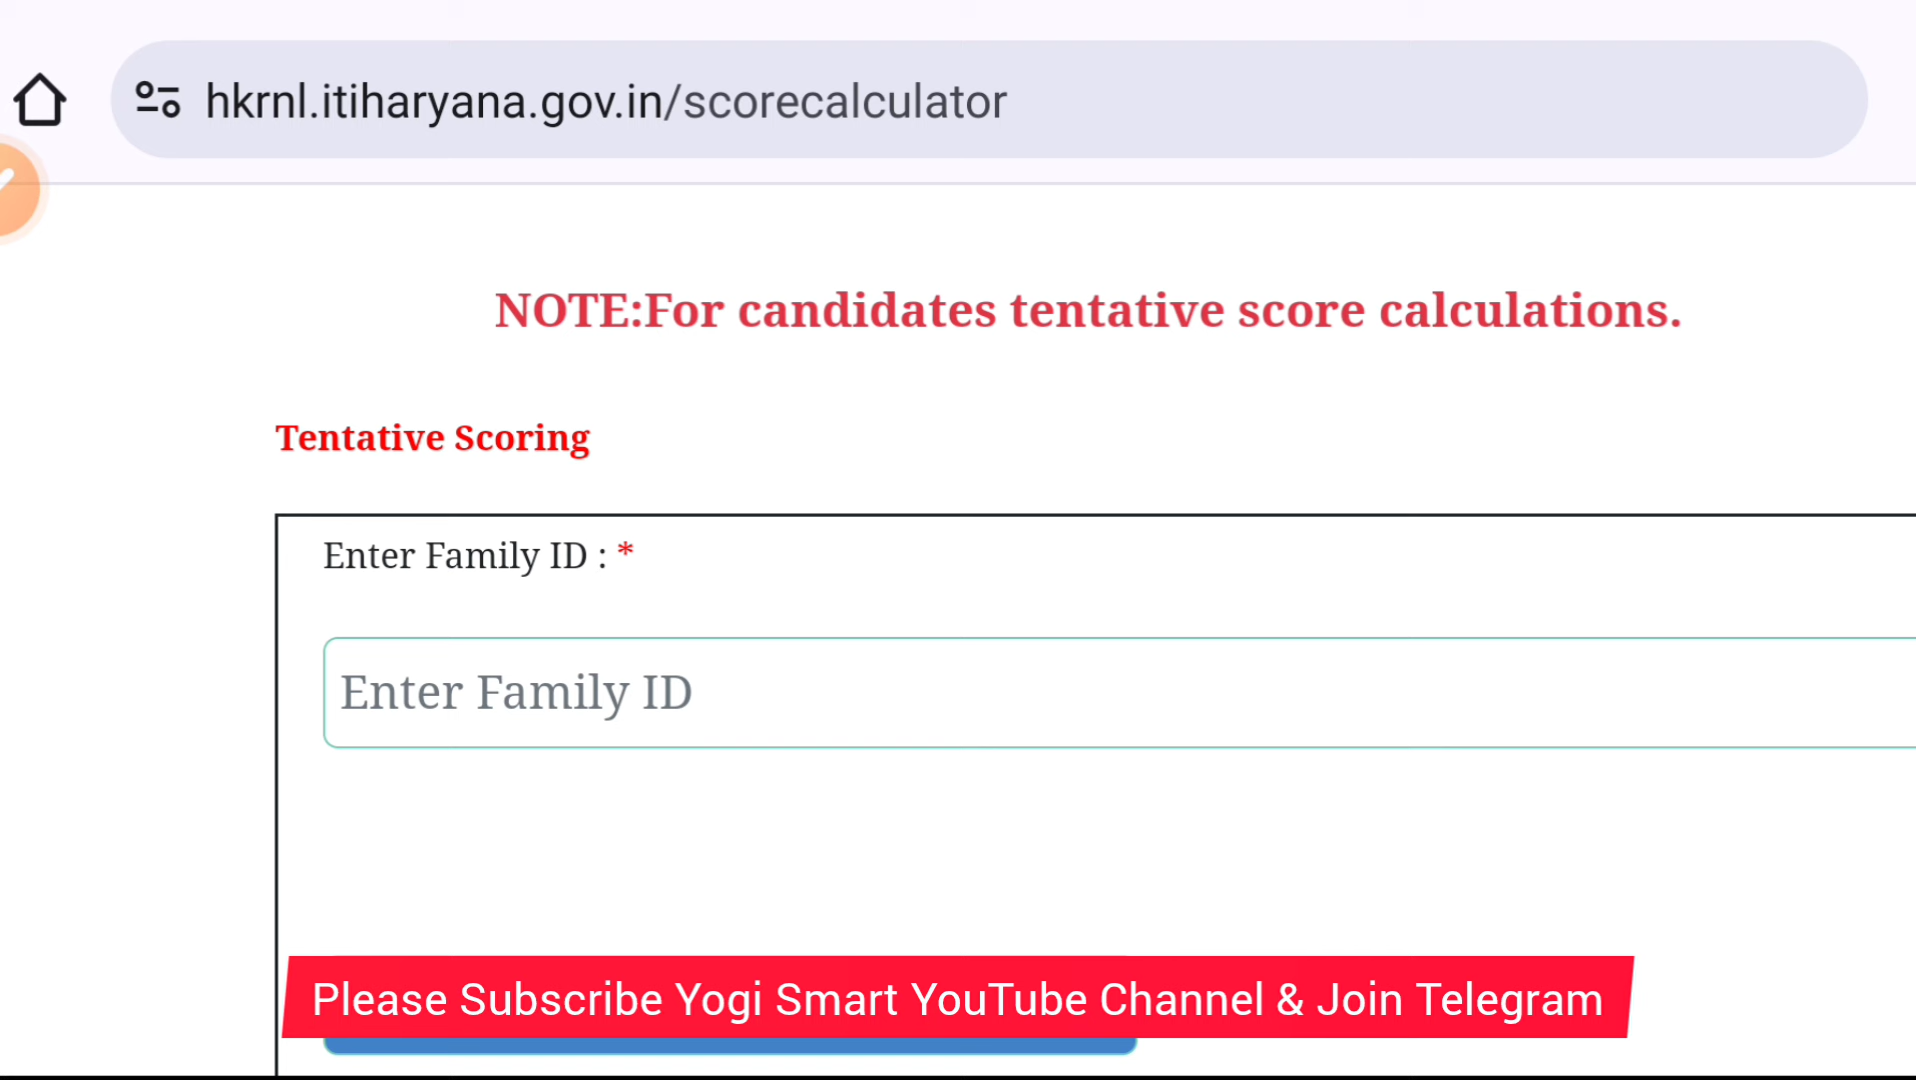 hkrnl.itiharyana.gov.in/scorecalculator
NOTE:For candidates tentative score calculations.
Tentative Scoring
Enter Family ID : *
Enter Family ID
Please Subscribe Yogi Smart YouTube Channel & Join Telegram